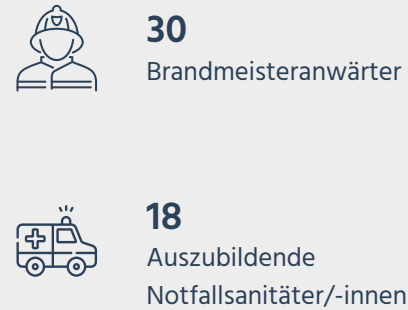 30
Brandmeisteranwärter
18
Auszubildende
Notfallsanitäter/-innen